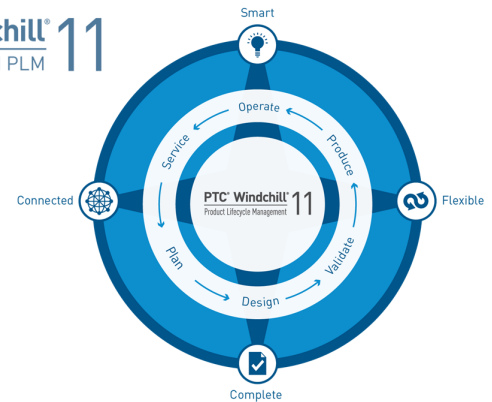 chill® 11
PLM
Smart
Operate
Service
Produce
Connected
PTC® Windchill® 11
Product Lifecycle Management
Flexible
Plan
Validate
Design
Complete